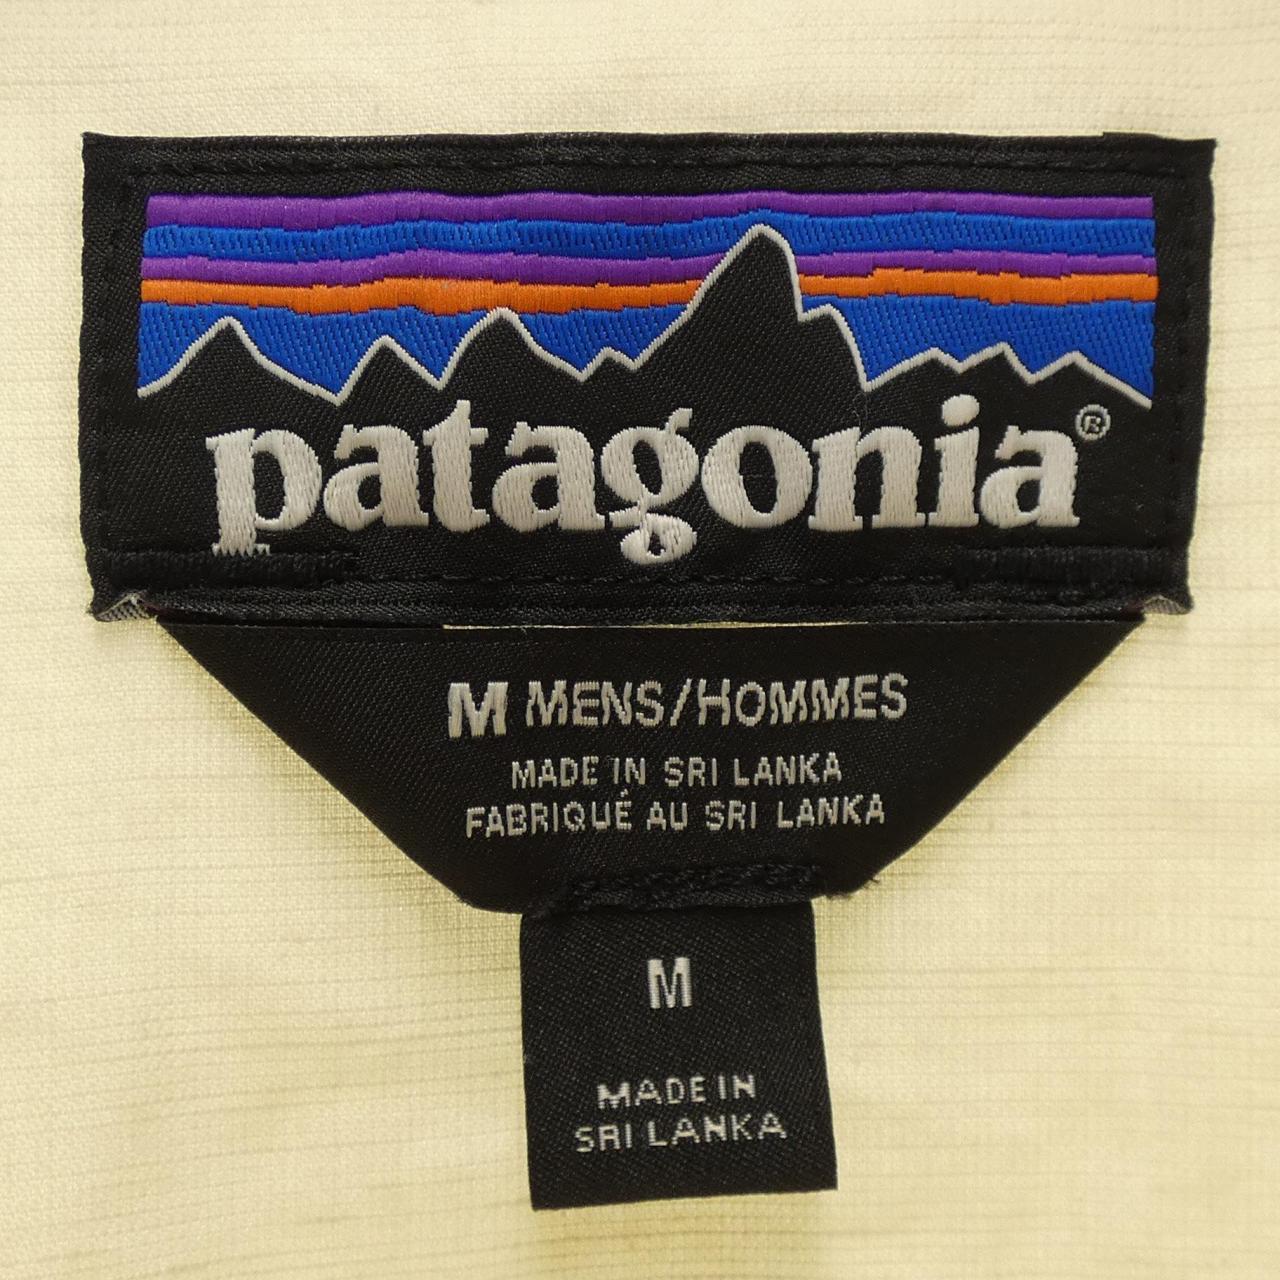 patagonia®
M MENS/HOMMES
MADE IN SRI LANKA
FABRIQUÉ AU SRI LANKA
M
MADE IN
SRI LANKA